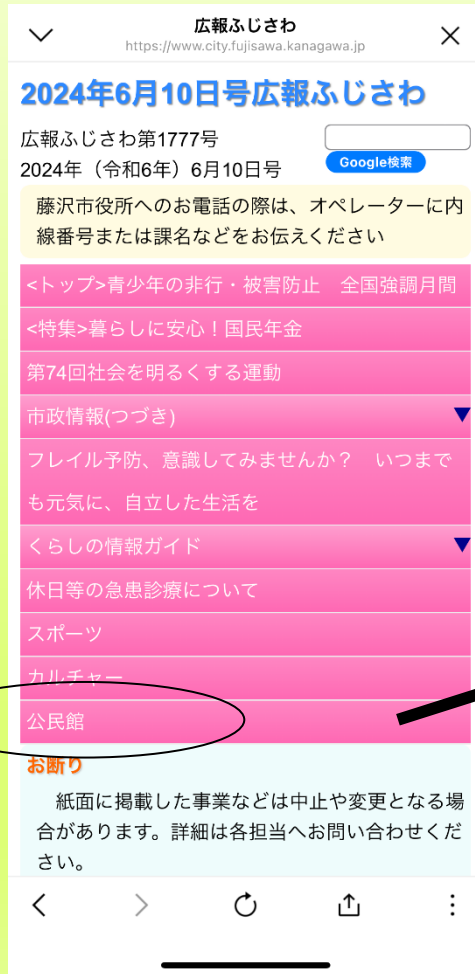 広報ふじさわ
https://www.city.fujisawa.kanagawa.jp
2024年6月10日号広報ふじさわ
広報ふじさわ第1777号
2024年（令和6年）6月10日号
Google検索
藤沢市役所へのお電話の際は、オペレーターに内
線番号または課名などをお伝えください
<トップ>青少年の非行・被害防止　全国強調月間
<特集>暮らしに安心！国民年金
第74回社会を明るくする運動
市政情報(つづき)
フレイル予防、意識してみませんか？　いつまで
も元気に、自立した生活を
くらしの情報ガイド
休日等の急患診療について
スポーツ
カルチャー
公民館
お断り
紙面に掲載した事業などは中止や変更となる場
合があります。詳細は各担当へお問い合わせくだ
さい。